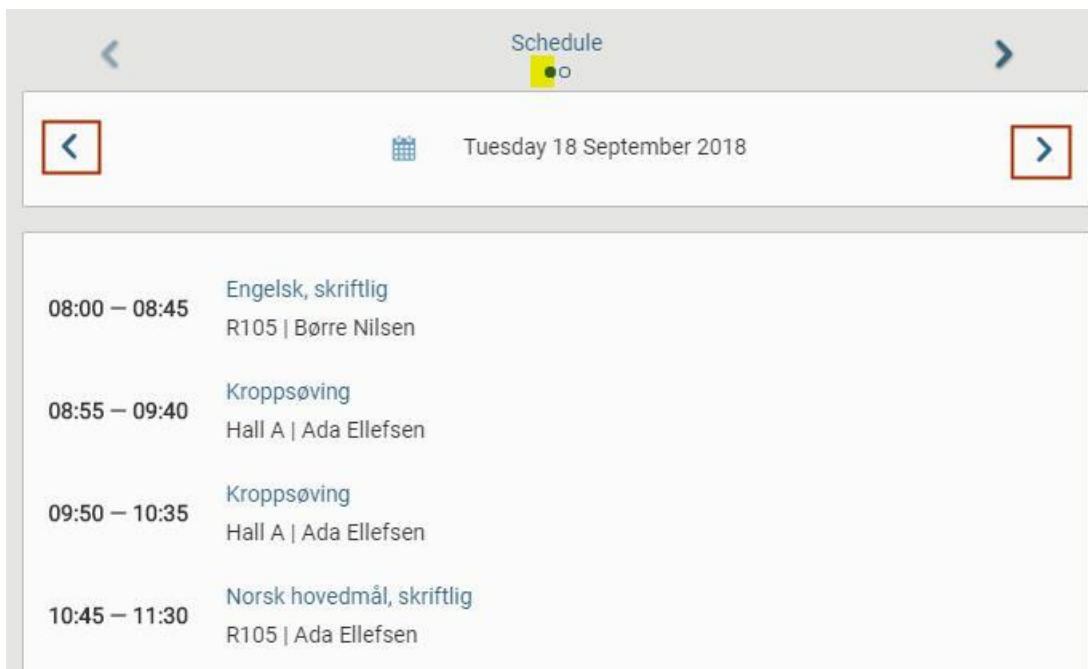 Schedule
Tuesday 18 September 2018
08:00 — 08:45
Engelsk, skriftlig
R105 | Børre Nilsen
08:55 — 09:40
Kroppsøving
Hall A | Ada Ellefsen
09:50 — 10:35
Kroppsøving
Hall A | Ada Ellefsen
10:45 — 11:30
Norsk hovedmål, skriftlig
R105 | Ada Ellefsen